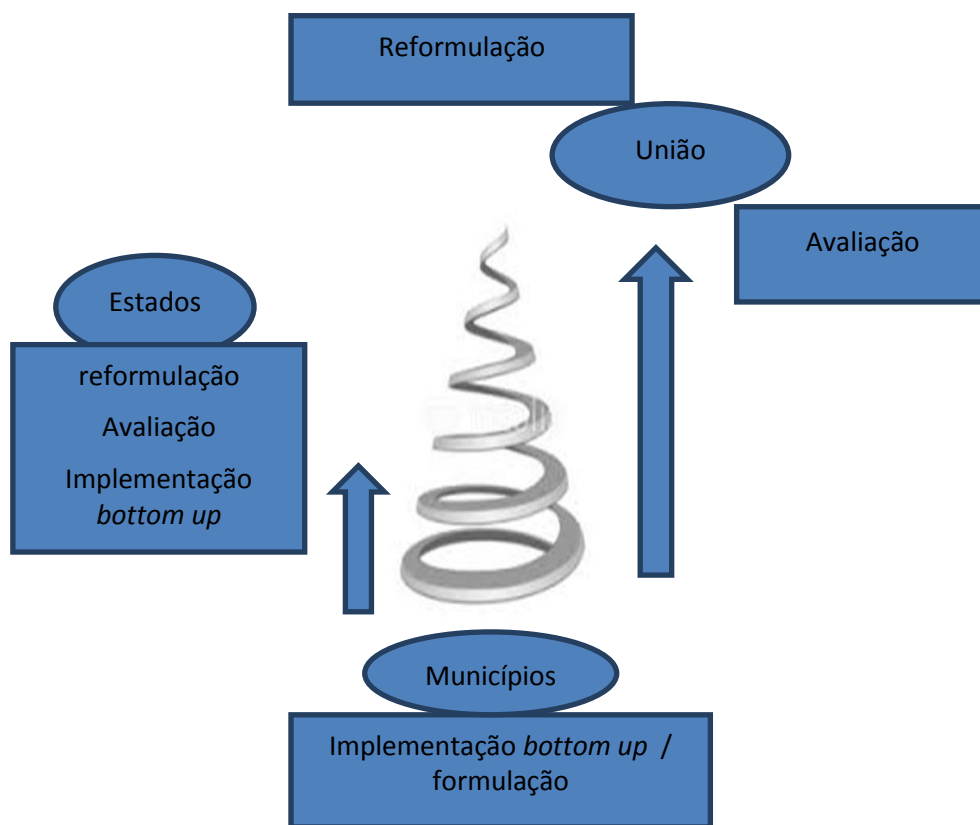 Reformulação
União
Avaliação
Estados
reformulação
Avaliação
Implementação
bottom up
Municípios
Implementação bottom up /
formulação